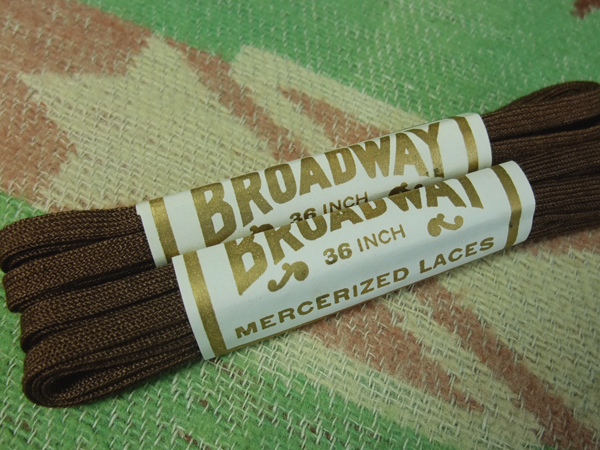 BROADWAY
36 INCH
BROADWAY
36 INCH
MERCERIZED LACES